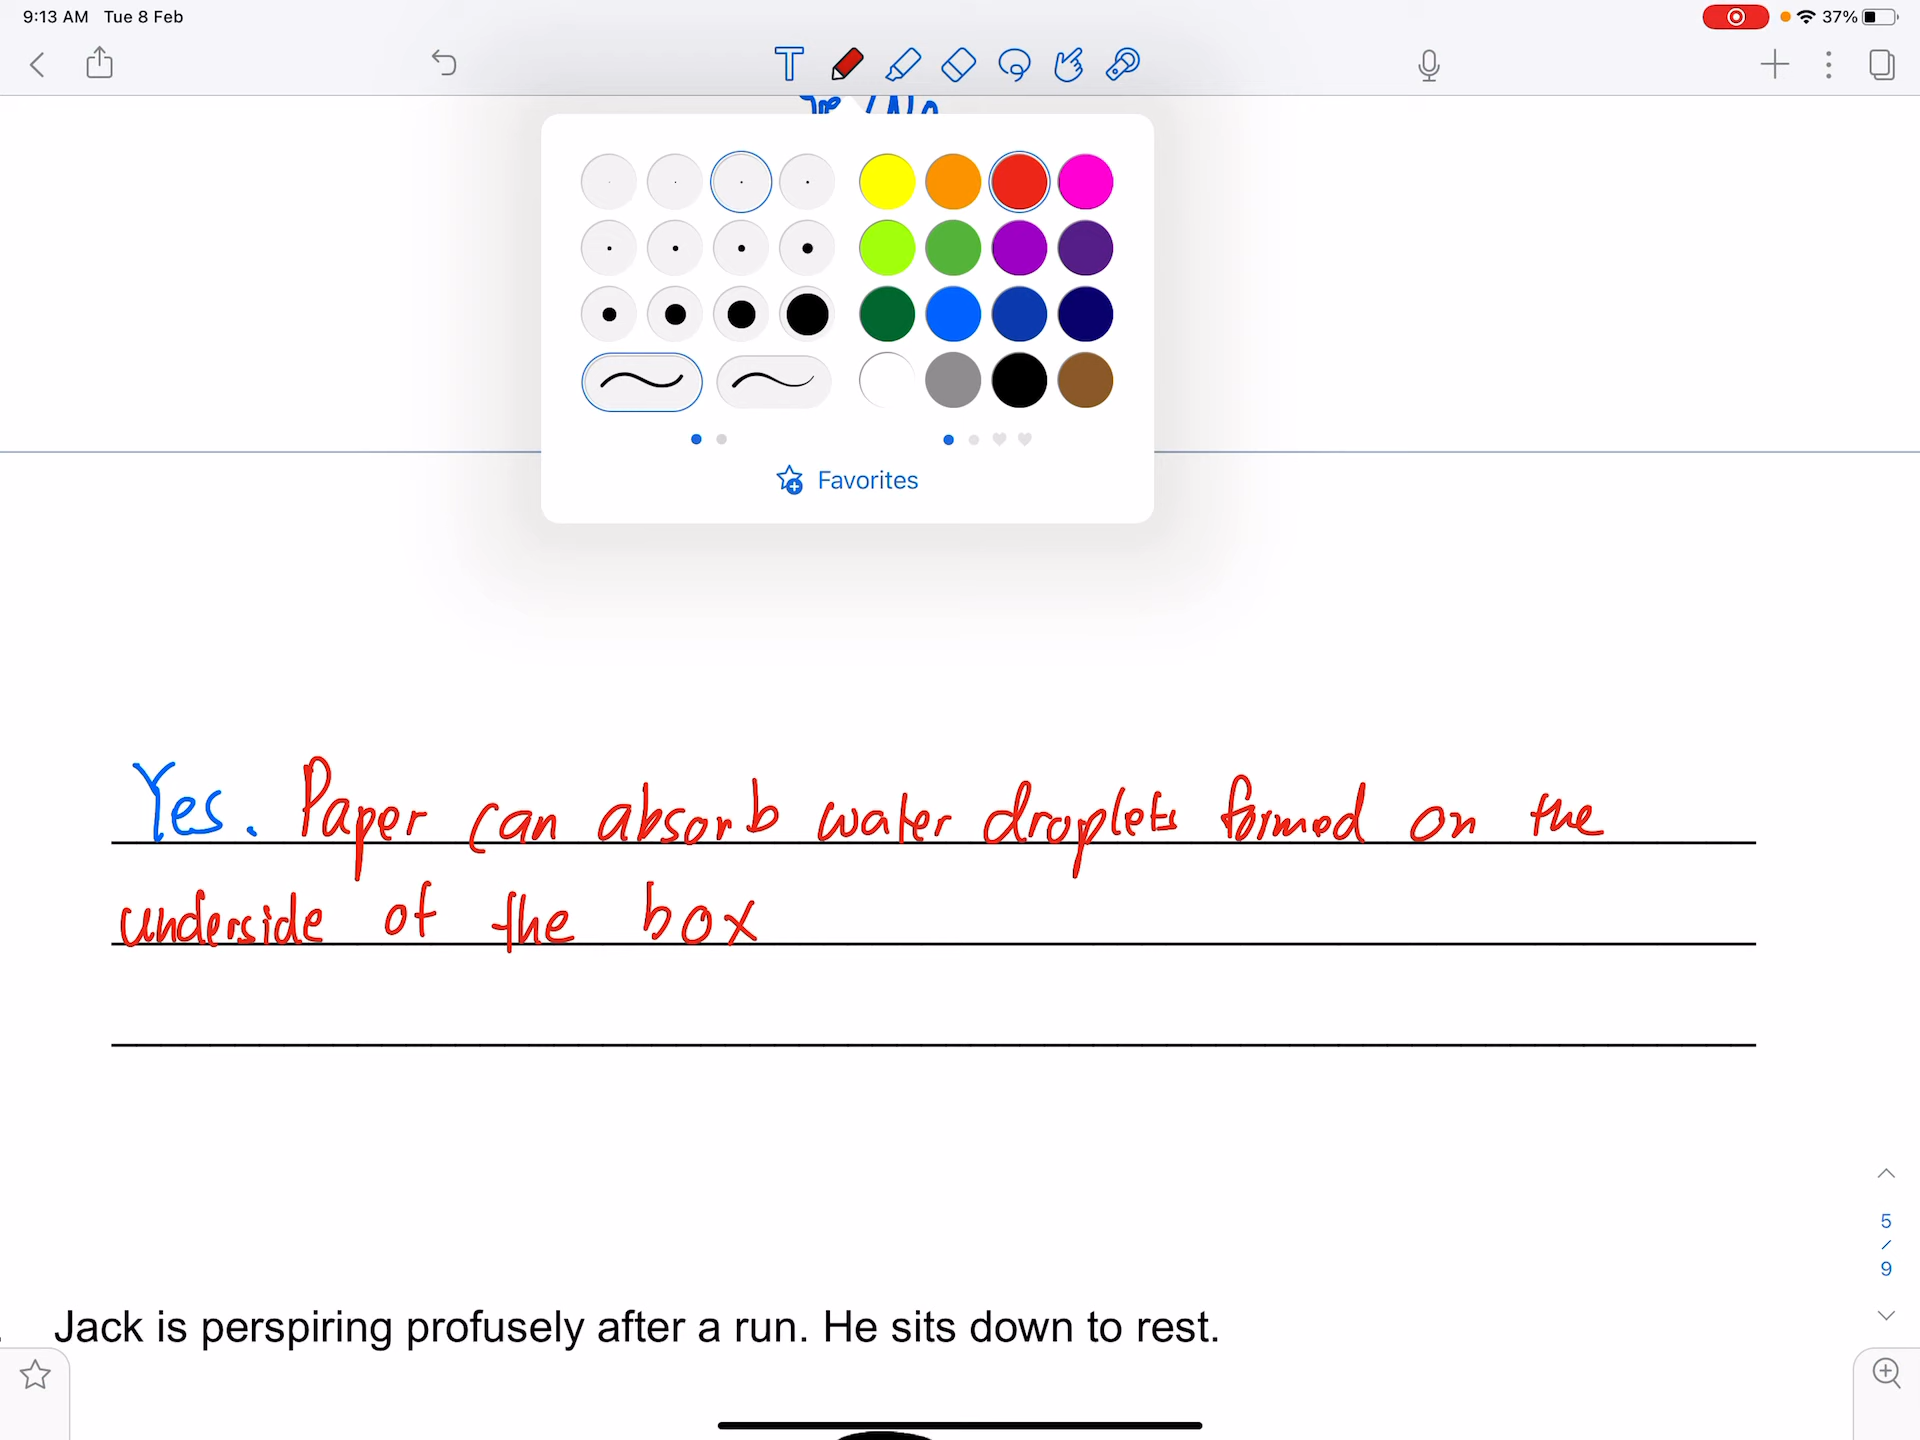 9:13 AM Tue 8 Feb
37%
T
Favorites
Yes. Paper can absorb water droplets formed on the
underside of the box
5
/
9
Jack is perspiring profusely after a run. He sits down to rest.